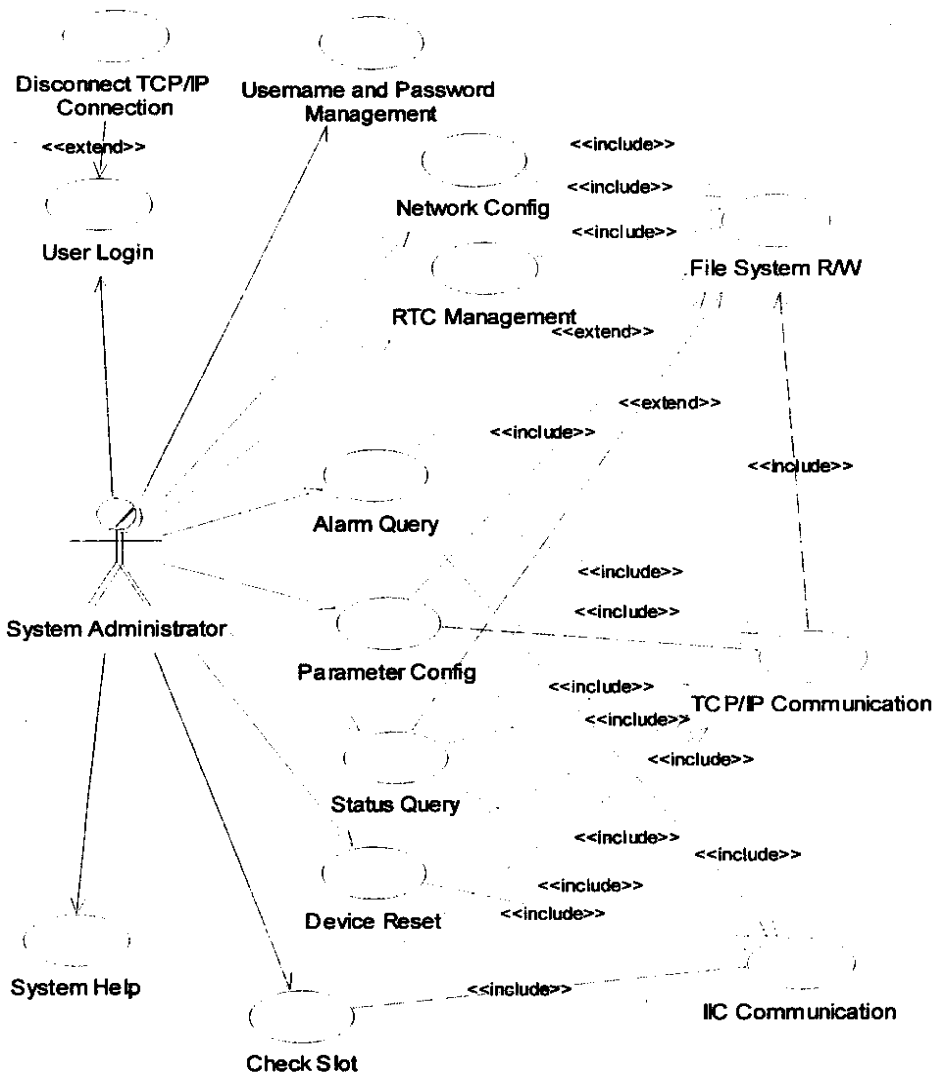 Disconnect TCP/IP
Connection
Username and Password
Management
<<extend>>
<<include>>
<<include>>
Network Config
<<include>>
User Login
File System R/W
RTC Management
<<extend>>
<<extend>>
<<include>>
<<include>>
Alarm Query
<<include>>
<<include>>
System Administrator
Parameter Config
<<include>>
TCP/IP Communication
<<include>>
<<include>>
Status Query
<<include>>
<<include>>
<<include>>
Device Reset
<<include>>
System Help
<<include>>
IIC Communication
Check Slot